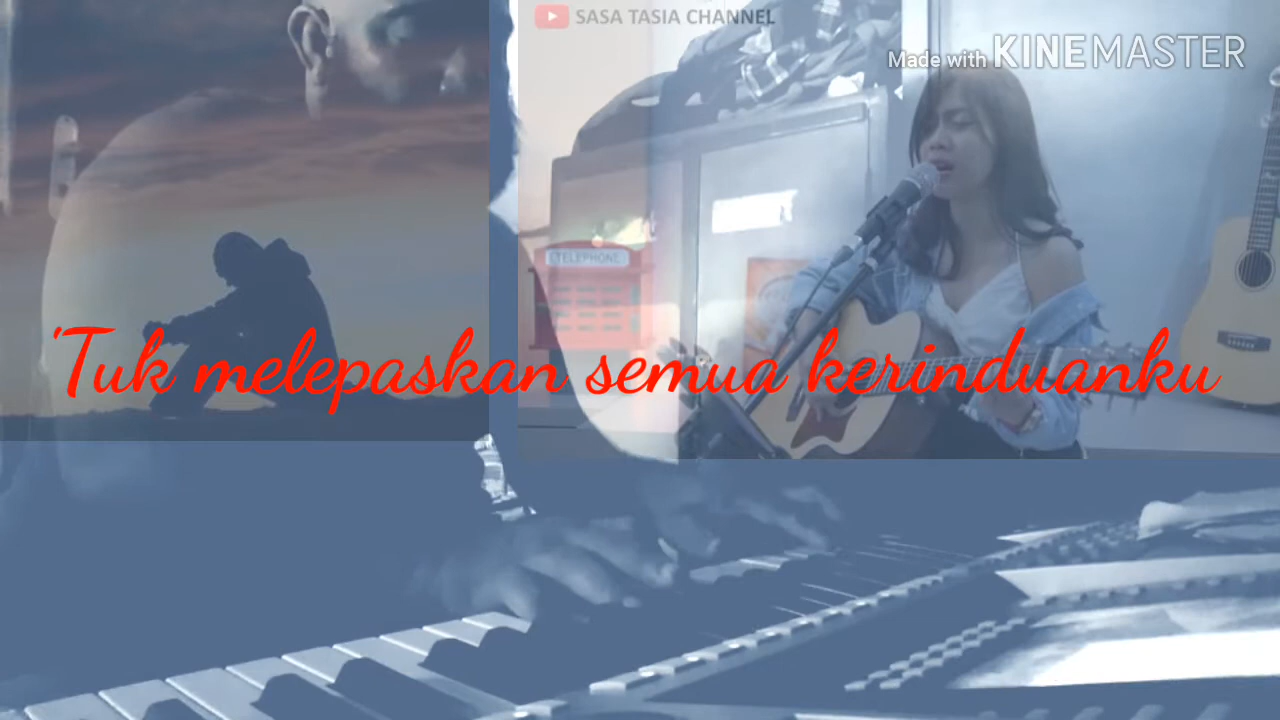 SASA TASIA CHANNEL
Made with KINEMASTER
TELEPHONE
'Tuk melepaskan semua kerinduanku